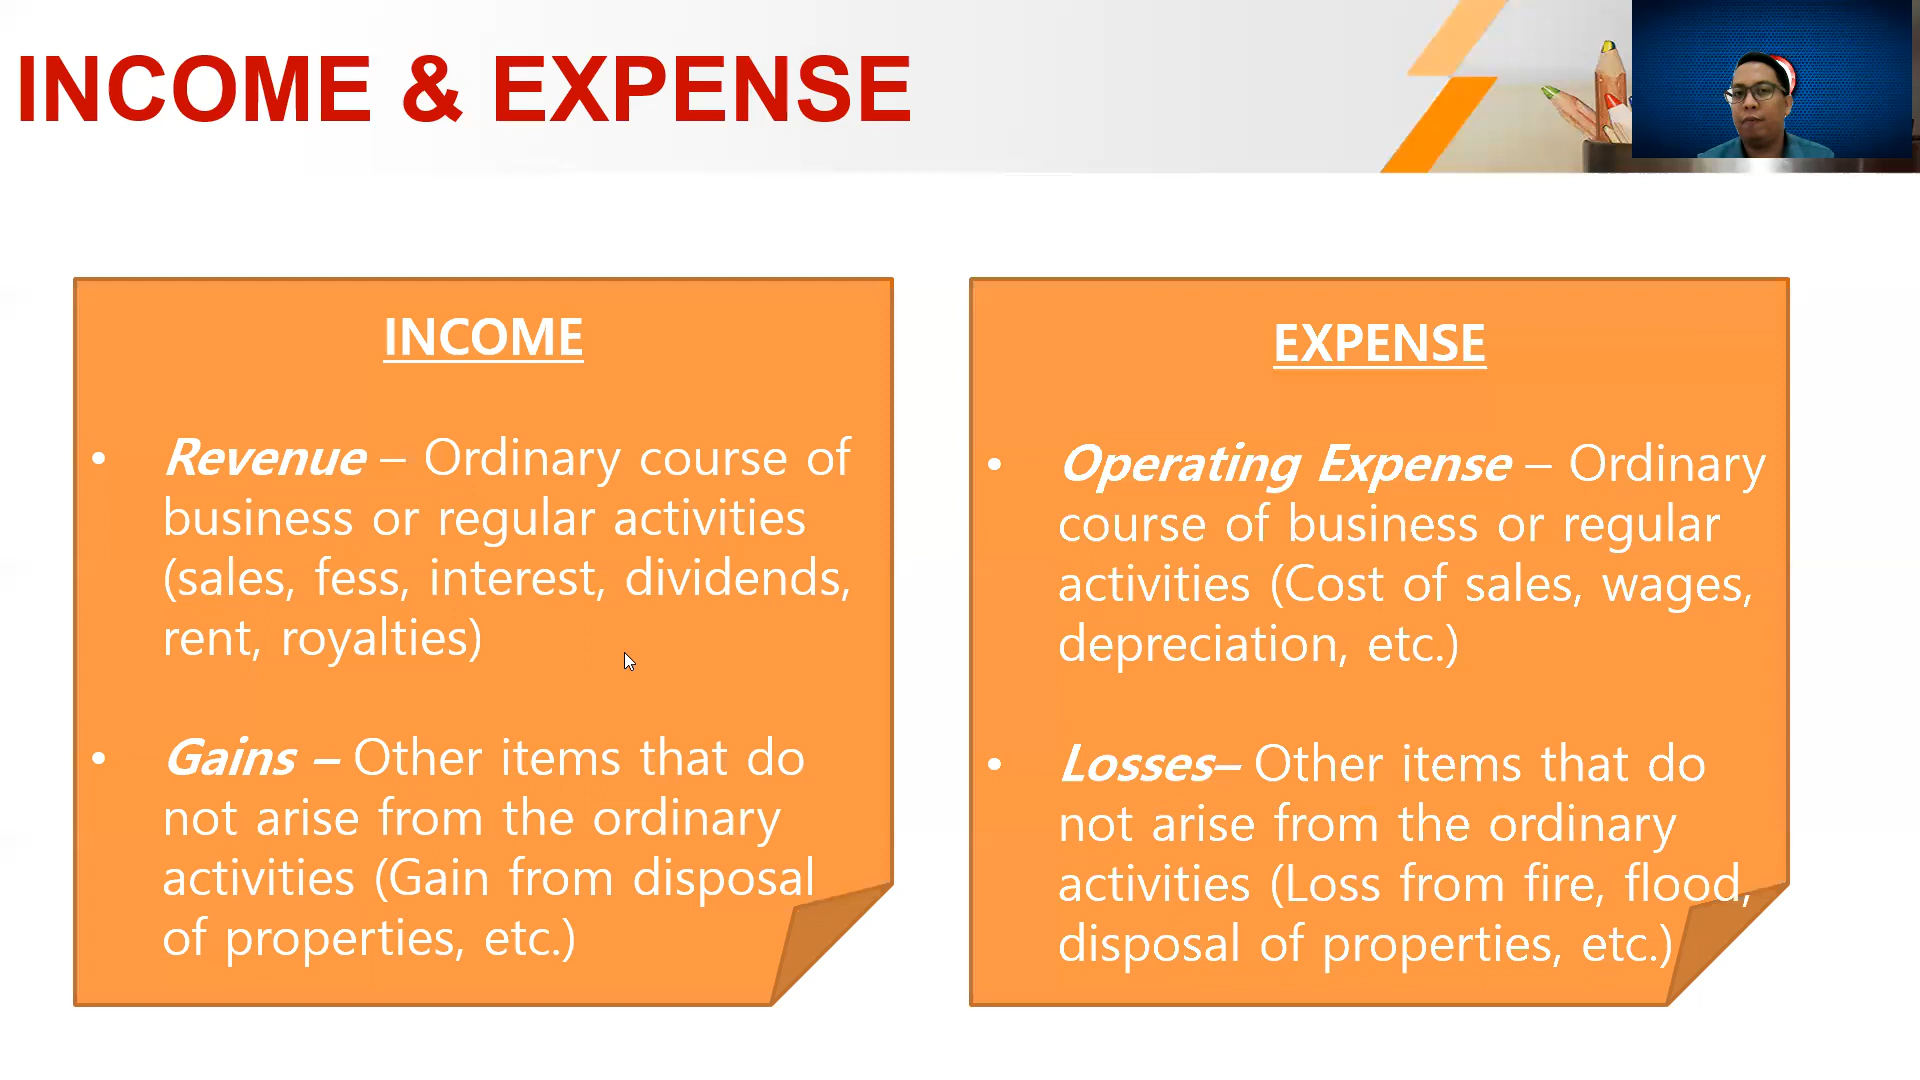 INCOME & EXPENSE
INCOME
• Revenue – Ordinary course of
business or regular activities
(sales, fess, interest, dividends,
rent, royalties)
• Gains – Other items that do
not arise from the ordinary
activities (Gain from disposal
of properties, etc.)
EXPENSE
• Operating Expense – Ordinary
course of business or regular
activities (Cost of sales, wages,
depreciation, etc.)
• Losses– Other items that do
not arise from the ordinary
activities (Loss from fire, flood,
disposal of properties, etc.)